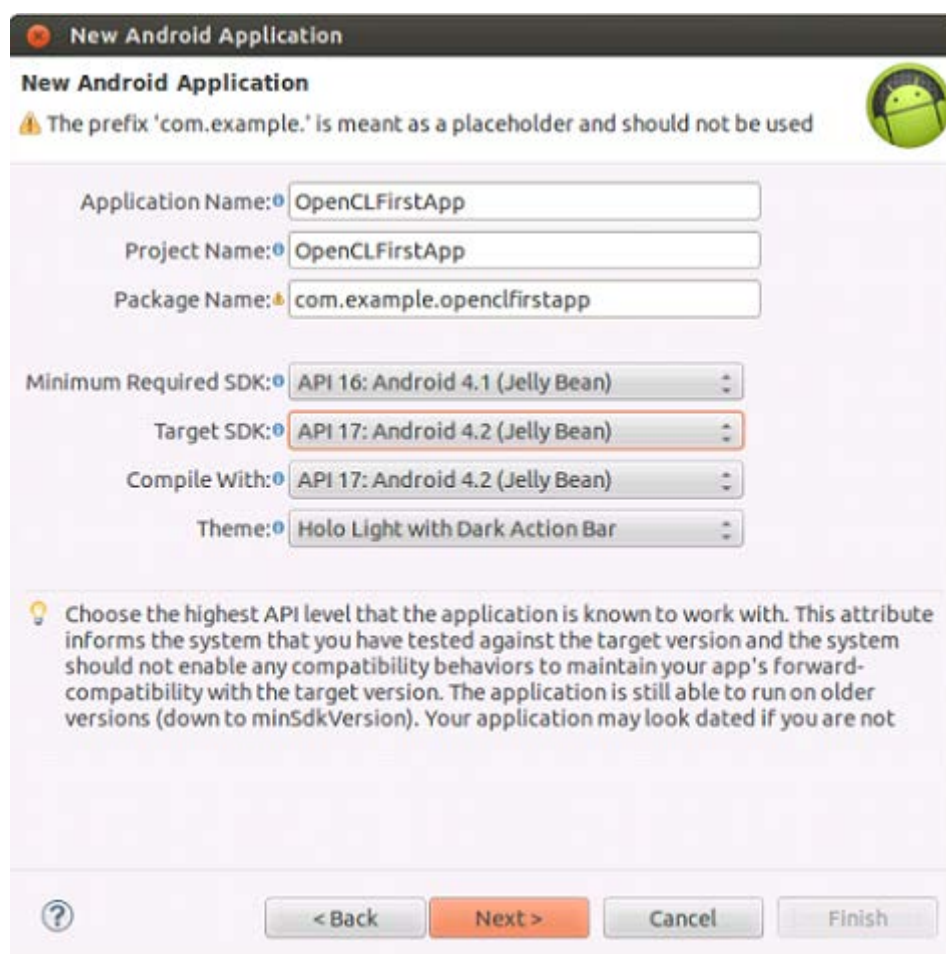 New Android Application
New Android Application
The prefix 'com.example.' is meant as a placeholder and should not be used
Application Name: OpenCLFirstApp
Project Name: OpenCLFirstApp
Package Name: com.example.openclfirstapp
Minimum Required SDK: API 16: Android 4.1 (Jelly Bean)
Target SDK: API 17: Android 4.2 (Jelly Bean)
Compile With: API 17: Android 4.2 (Jelly Bean)
Theme: Holo Light with Dark Action Bar
Choose the highest API level that the application is known to work with. This attribute
informs the system that you have tested against the target version and the system
should not enable any compatibility behaviors to maintain your app's forward-
compatibility with the target version. The application is still able to run on older
versions (down to minSdkVersion). Your application may look dated if you are not
? < Back Next > Cancel Finish